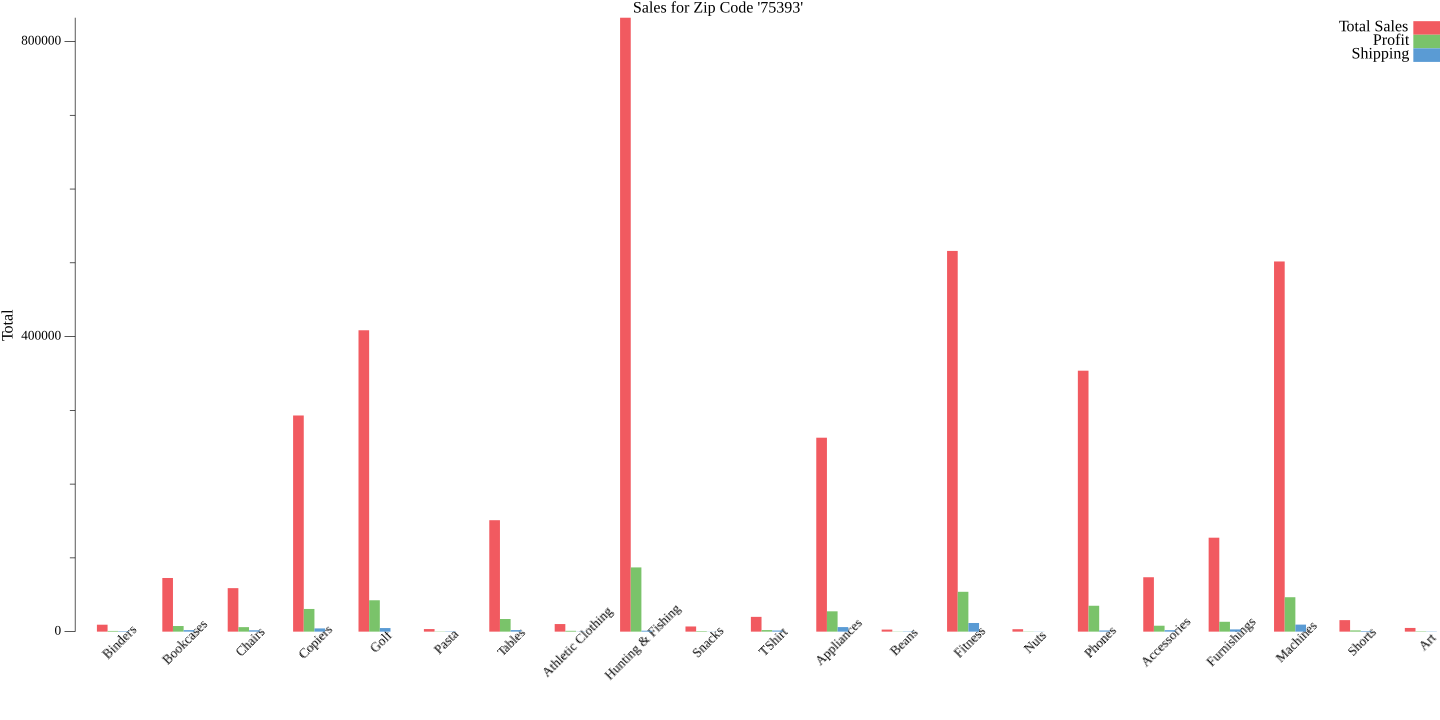 Sales for Zip Code '75393'
Total Sales
Profit
Shipping
Total
800000
400000
0
Binders
Bookcases
Chairs
Copiers
Golf
Pasta
Tables
Athletic Clothing
Hunting & Fishing
Snacks
TShirt
Appliances
Beans
Fitness
Nuts
Phones
Accessories
Furnishings
Machines
Shorts
Art